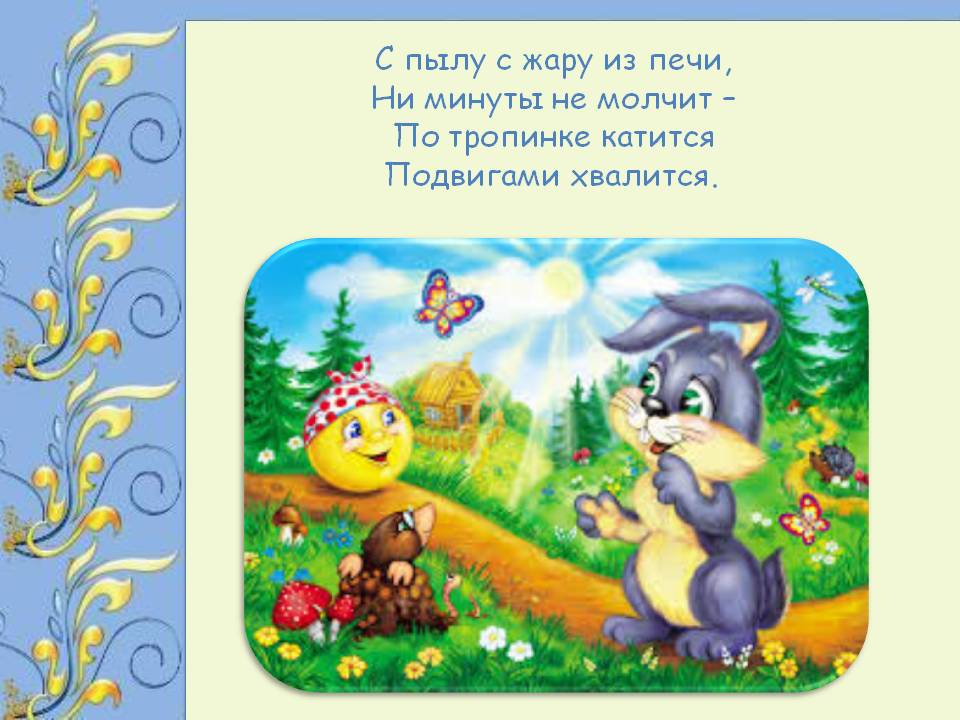 С пылу с жару из печи,
Ни минуты не молчит –
По тропинке катится
Подвигами хвалится.